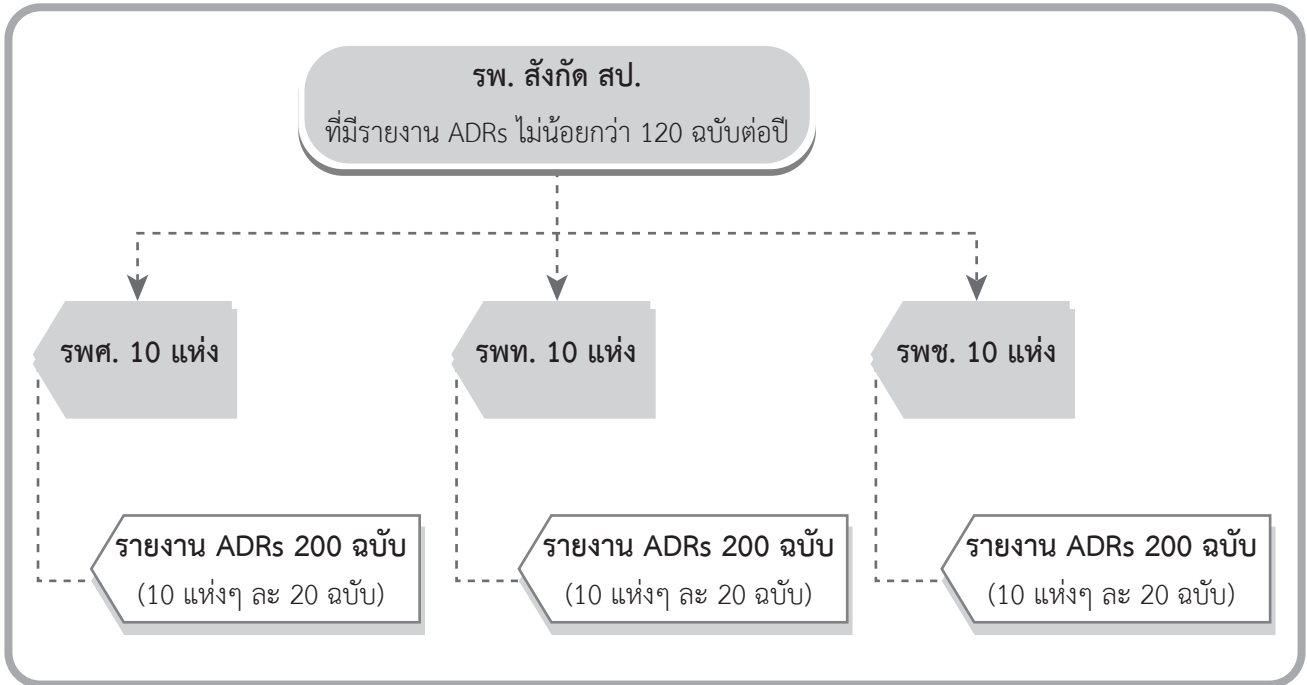 รพ. สังกัด สป.
ที่มีรายงาน ADRs ไม่น้อยกว่า 120 ฉบับต่อปี
รพศ. 10 แห่ง
รพท. 10 แห่ง
รพช. 10 แห่ง
รายงาน ADRs 200 ฉบับ
(10 แห่งๆ ละ 20 ฉบับ)
รายงาน ADRs 200 ฉบับ
(10 แห่งๆ ละ 20 ฉบับ)
รายงาน ADRs 200 ฉบับ
(10 แห่งๆ ละ 20 ฉบับ)